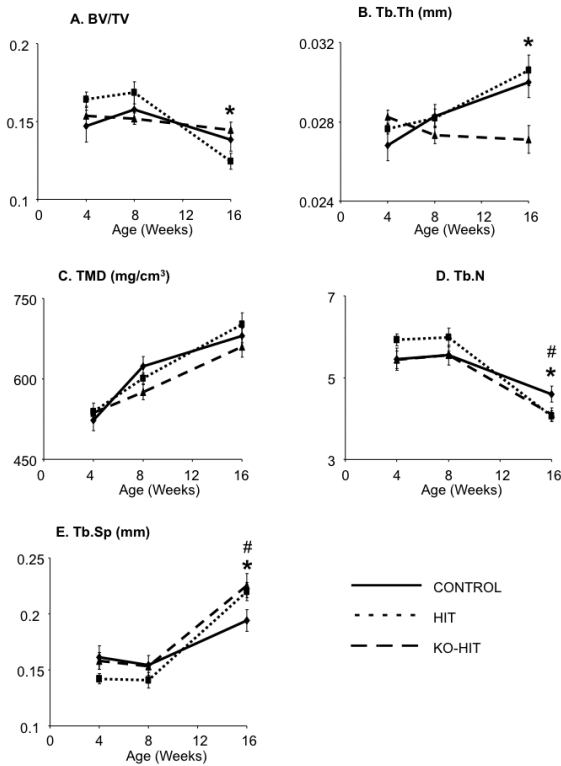 A. BV/TV
0.2
0.15
*
0.1
0 4 8 12 16
Age (Weeks)
B. Tb.Th (mm)
0.032
*
0.028
0.024
0 4 8 12 16
Age (Weeks)
C. TMD (mg/cm³)
750
600
450
0 4 8 12 16
Age (Weeks)
D. Tb.N
7
#
5
*
3
0 4 8 12 16
Age (Weeks)
E. Tb.Sp (mm)
0.25
#
*
0.2
0.15
0.1
0 4 8 12 16
Age (Weeks)
CONTROL
HIT
KO-HIT